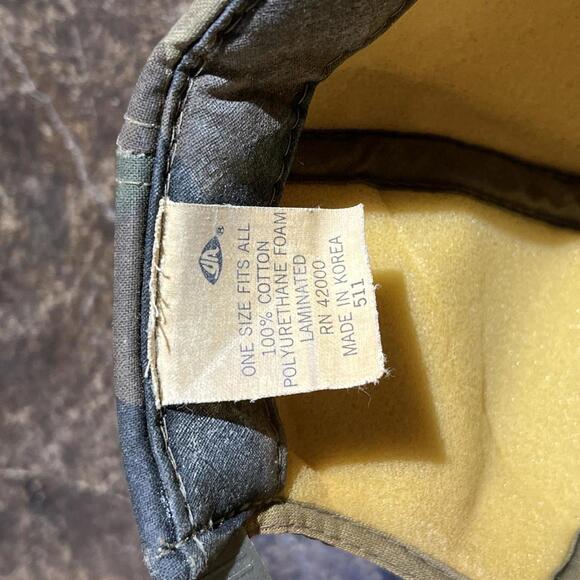 ®
ONE SIZE FITS ALL
100% COTTON
POLYURETHANE FOAM
LAMINATED
RN 42000
MADE IN KOREA
511